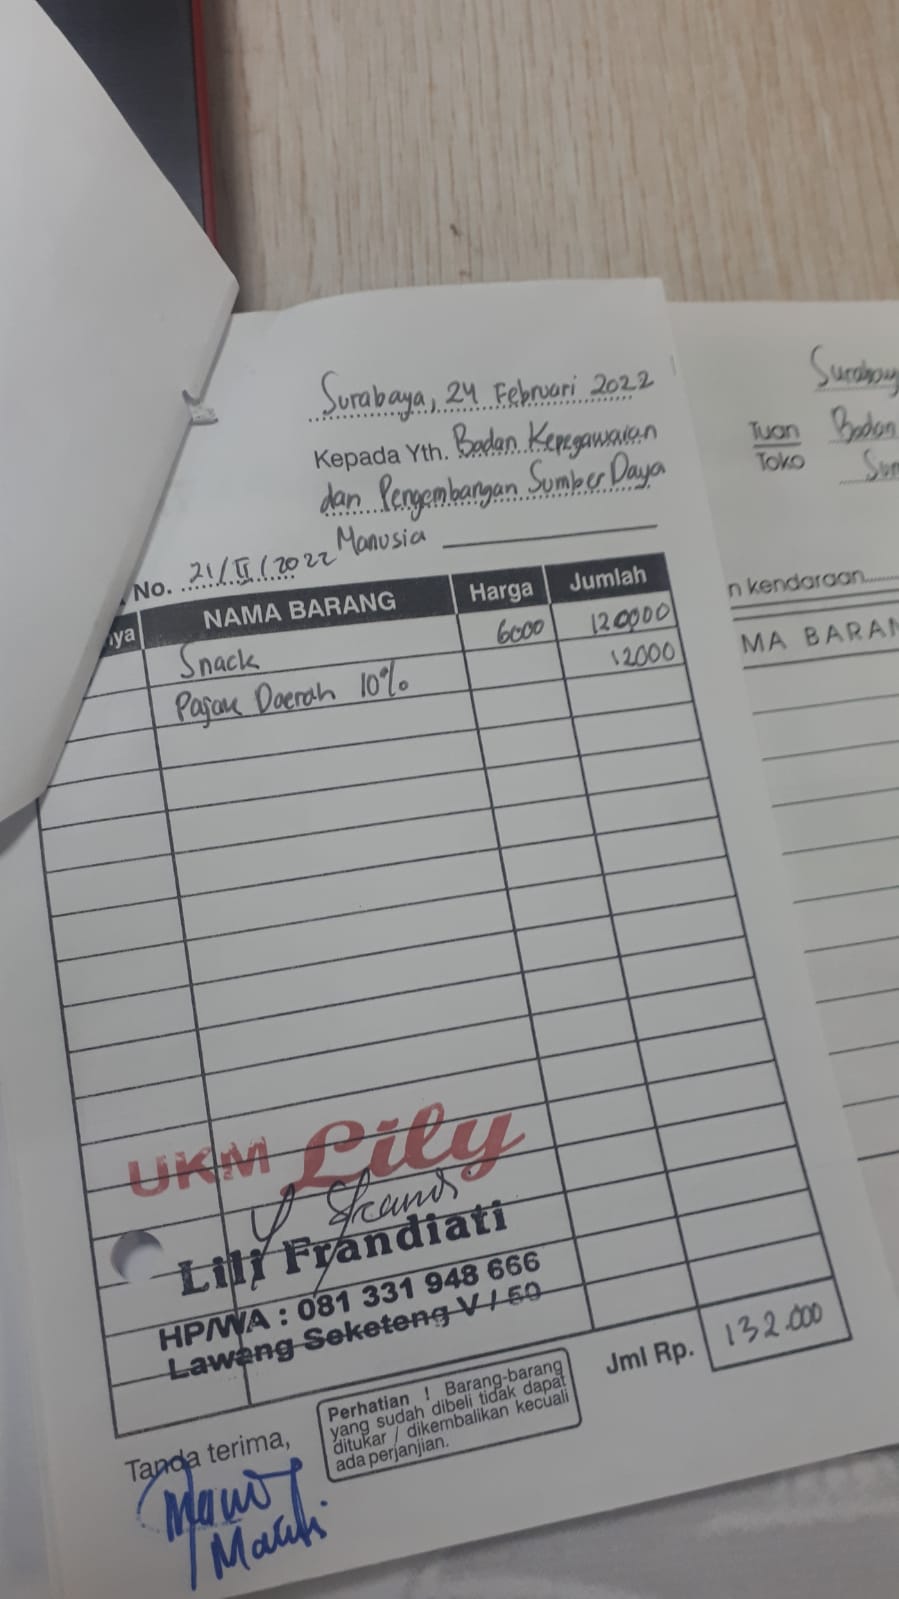 Surabaya, 24 Februari 2022
Kepada Yth. Badan Kepegawaian
dan Pengembangan Sumber Daya
Manusia
No. 21/II/2022
nya NAMA BARANG Harga Jumlah
Snack 6000 120000
Pajak Daerah 10% 12000
UKM Lily
Lili Frandiati
HP/WA : 081 331 948 666
Lawang Seketeng V / 50
Jml Rp. 132.000
Perhatian ! Barang-barang
yang sudah dibeli tidak dapat
ditukar / dikembalikan kecuali
ada perjanjian.
Tanda terima,
Surabay
Tuan Badan
Toko Sum
n kendaraan
MA BARAN